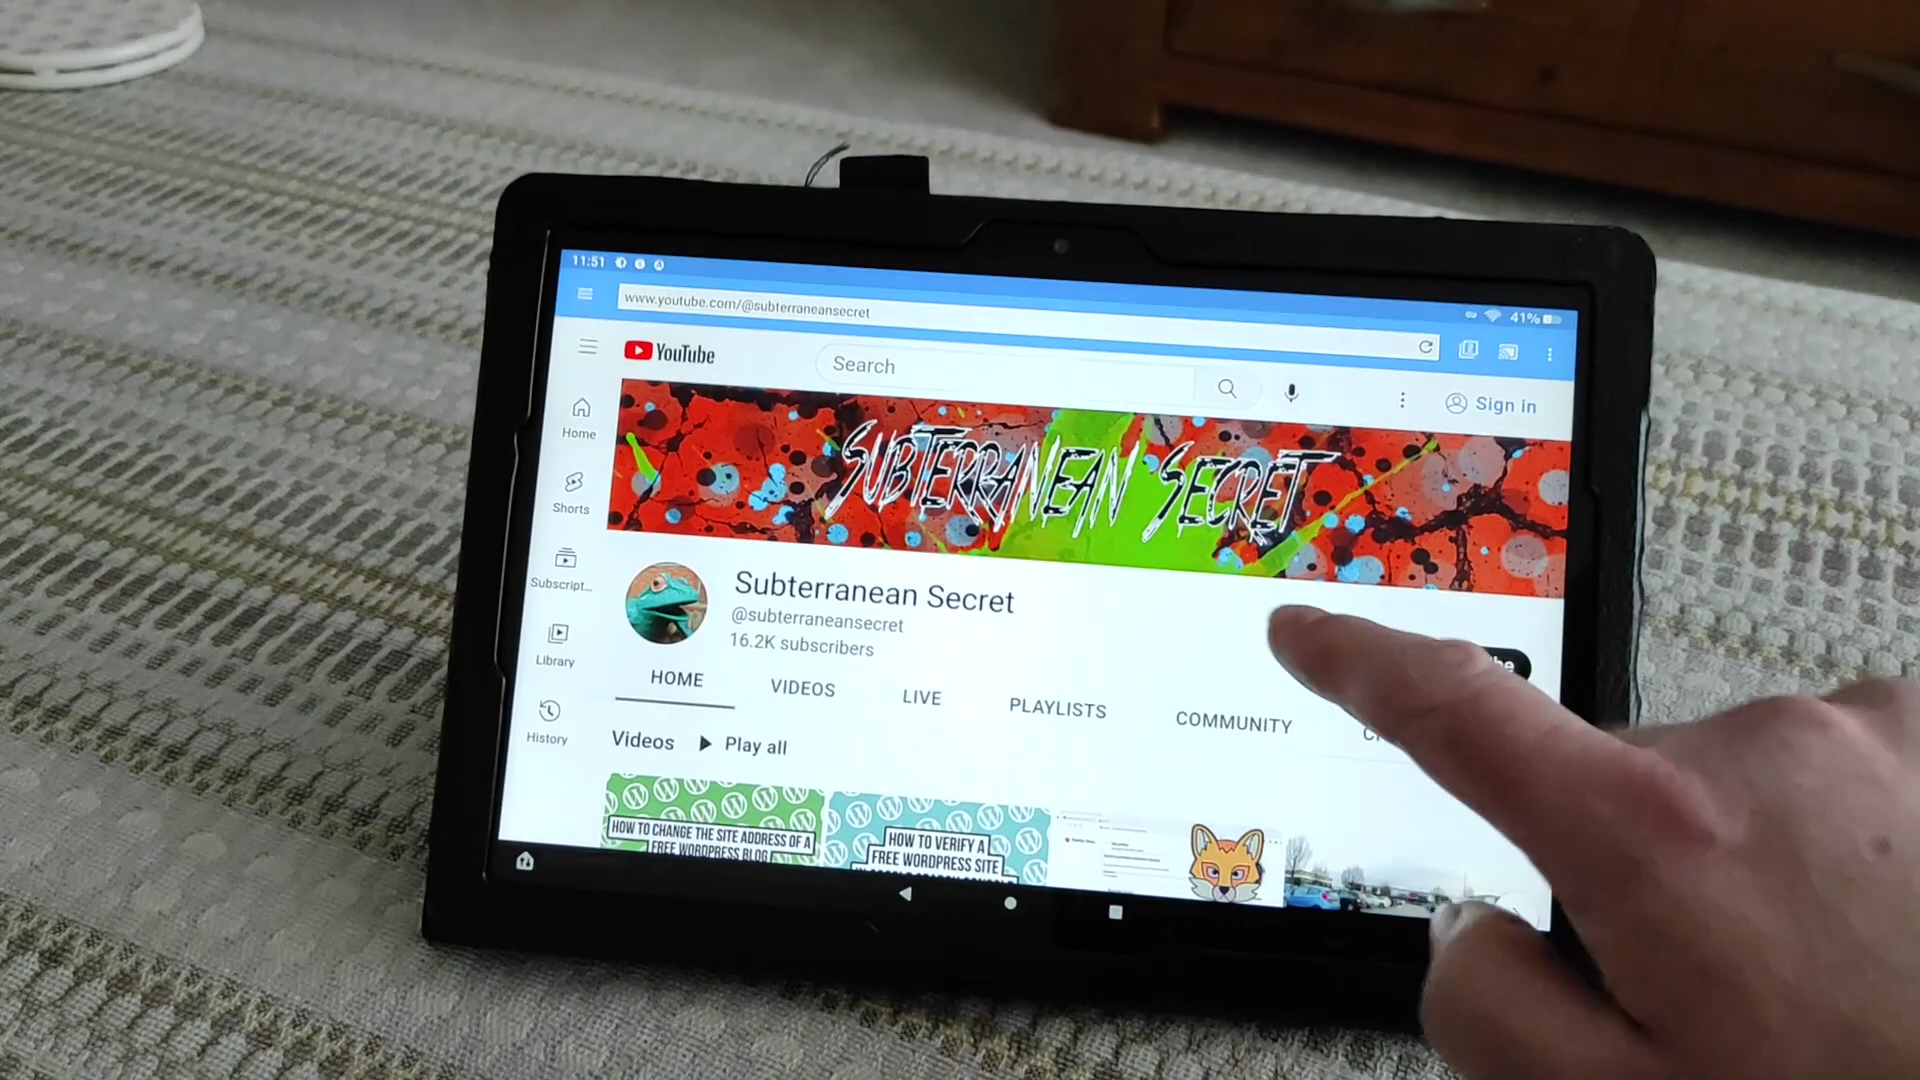 11:51
41%
www.youtube.com/@subterraneansecret
YouTube
Search
Sign in
Home
Shorts
Subscript...
Library
History
SUBTERRANEAN SECRET
Subterranean Secret
@subterraneansecret
16.2K subscribers
HOME VIDEOS LIVE PLAYLISTS COMMUNITY
Videos Play all
HOW TO CHANGE THE SITE ADDRESS OF A
FREE WORDPRESS BLOG
HOW TO VERIFY A
FREE WORDPRESS SITE